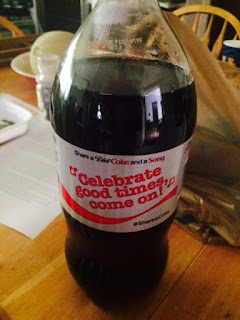 Share a Diet Coke and a Song
"Celebrate
good times,
come on!"
#ShareaCoke